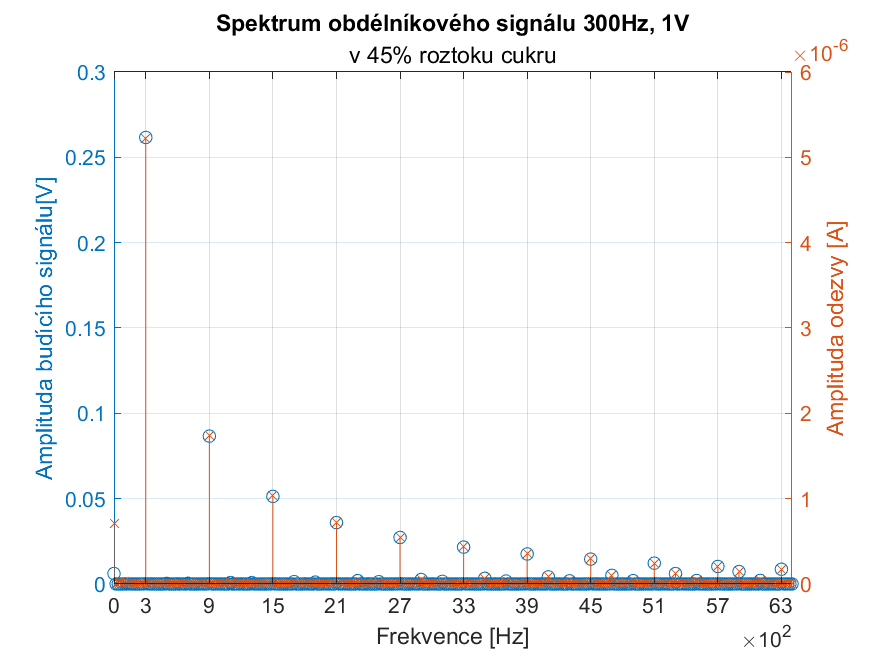 Spektrum obdélníkového signálu 300Hz, 1V
v 45% roztoku cukru
×10^-6
0.3
0.25
0.2
0.15
0.1
0.05
0
Amplituda budícího signálu[V]
6
5
4
3
2
1
0
Amplituda odezvy [A]
0 3 9 15 21 27 33 39 45 51 57 63
Frekvence [Hz]
×10^2